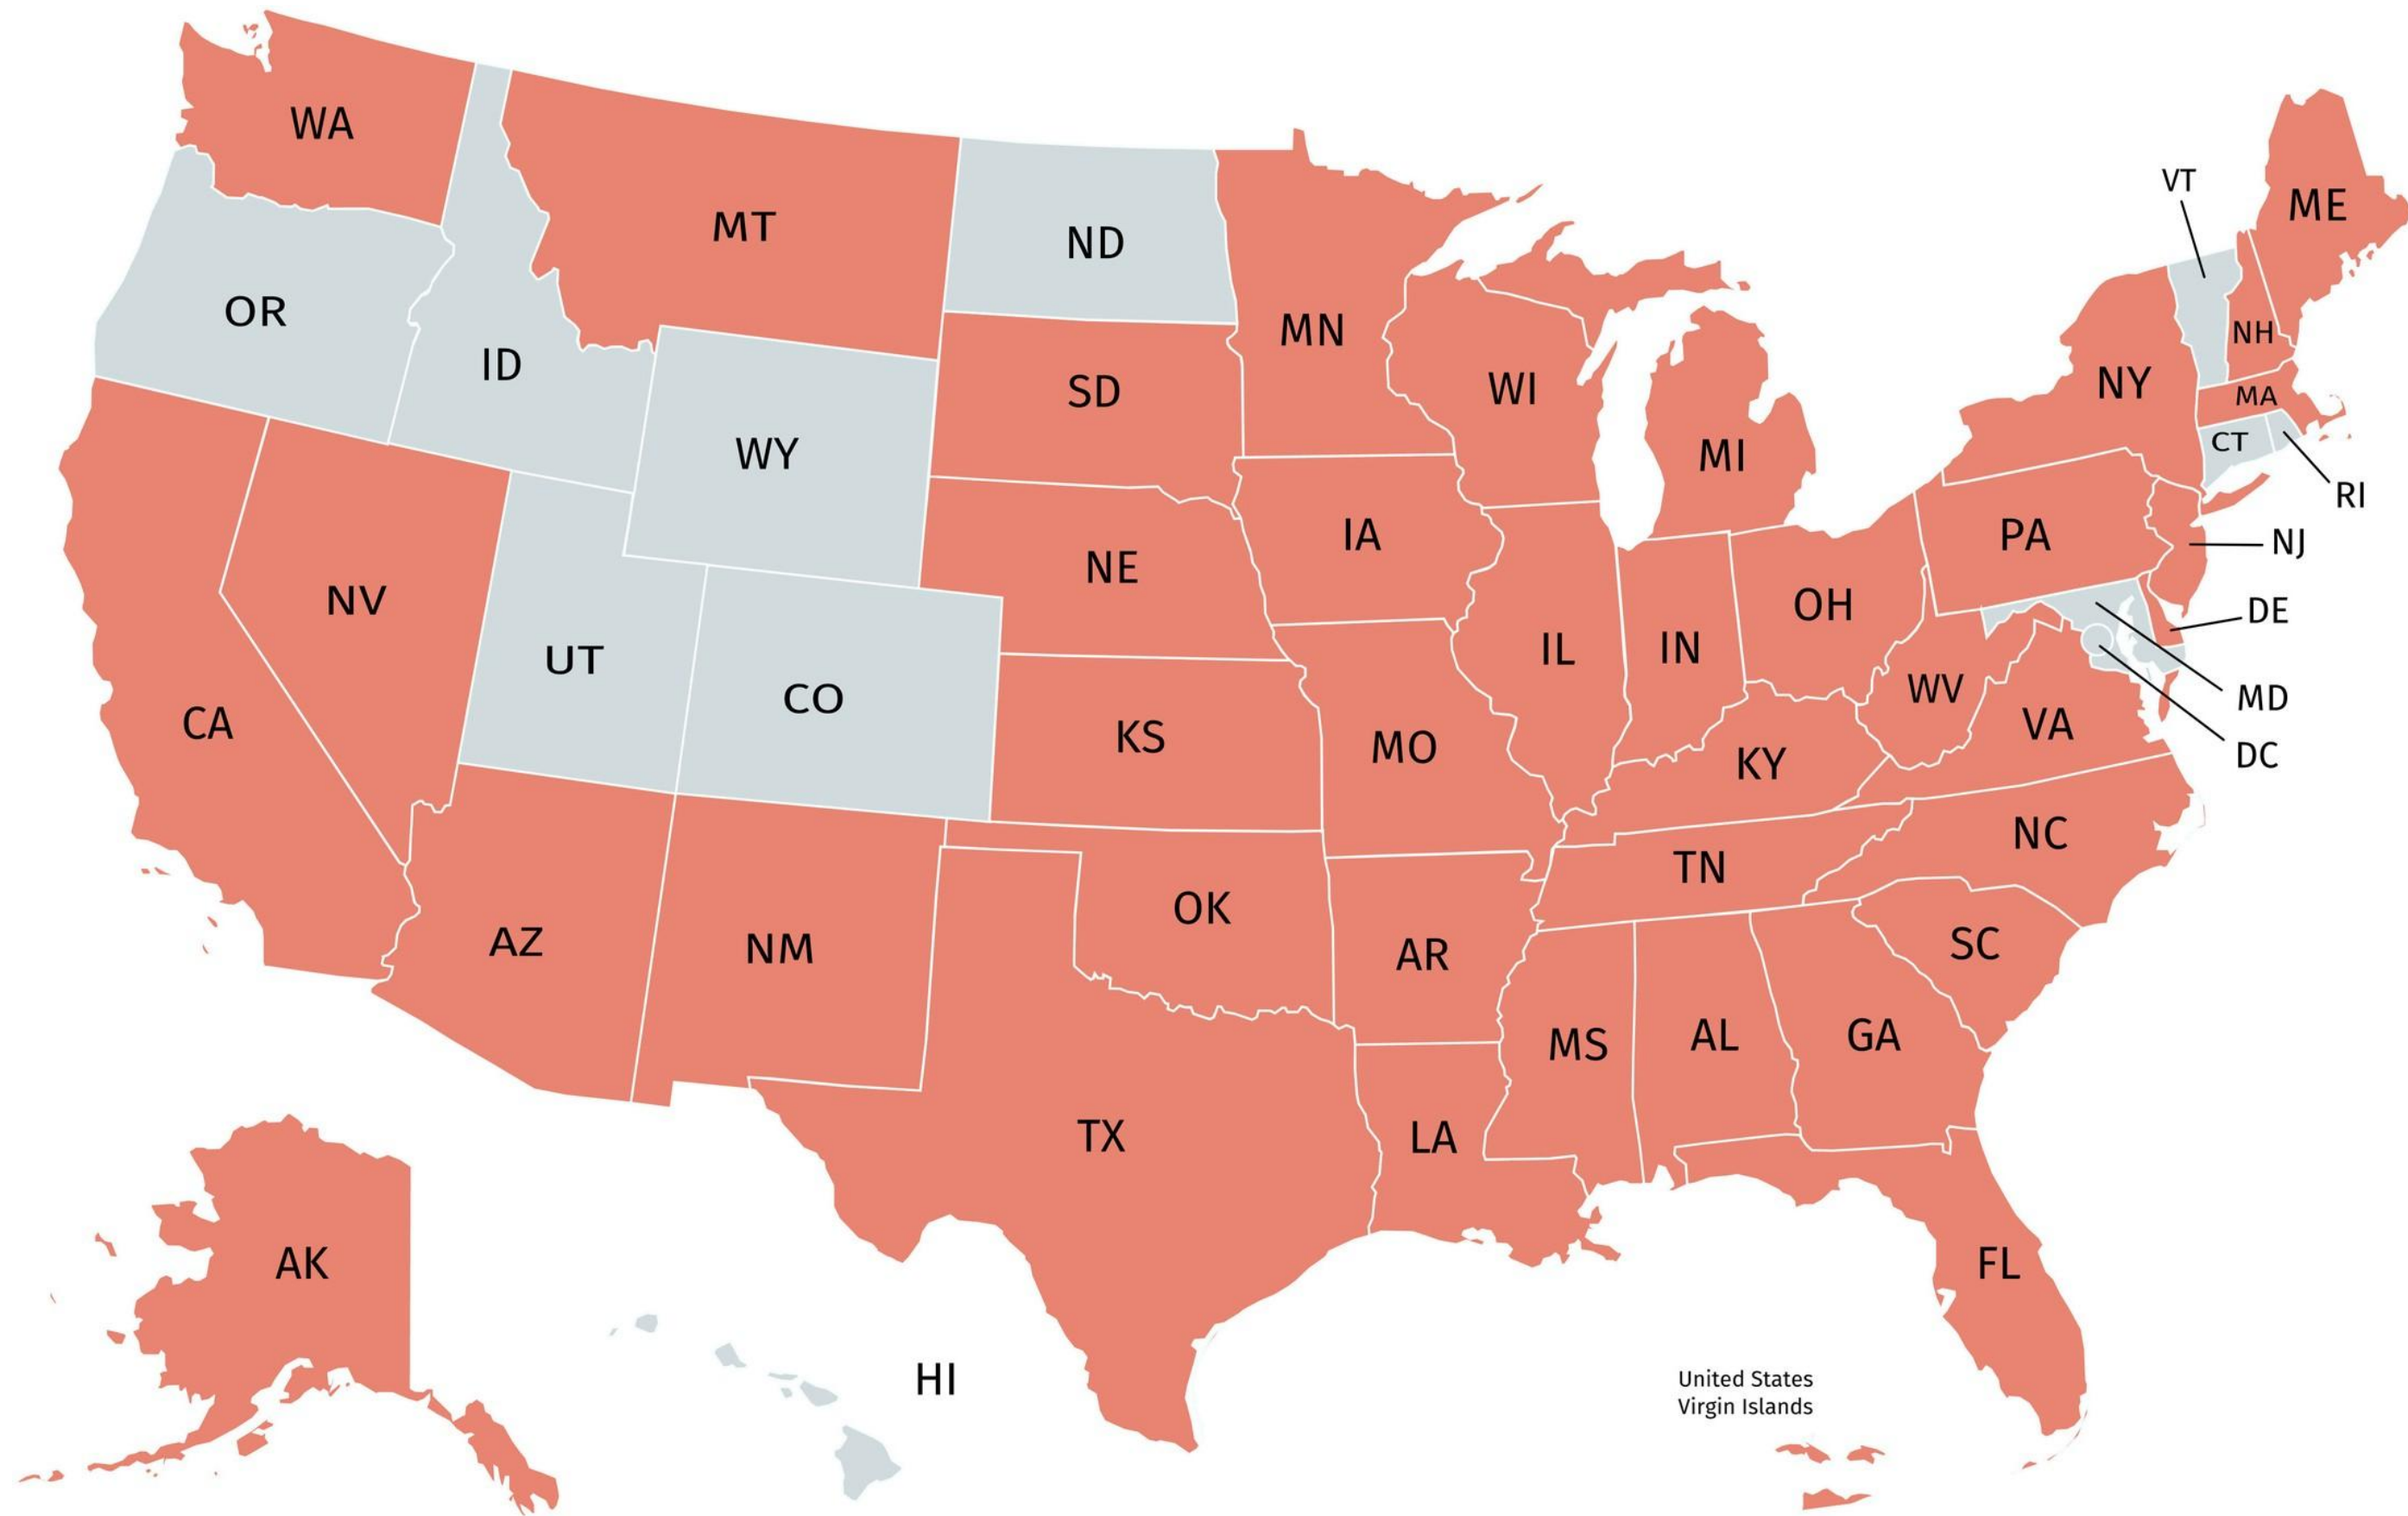 WA
MT
ND
VT
ME
OR
ID
MN
NH
SD
WI
NY
MA
WY
MI
CT
RI
IA
PA
NJ
NE
NV
OH
DE
UT
IL
IN
CO
WV
MD
CA
KS
MO
VA
KY
DC
NC
TN
OK
AZ
NM
AR
SC
MS
AL
GA
TX
LA
AK
FL
HI
United States
Virgin Islands